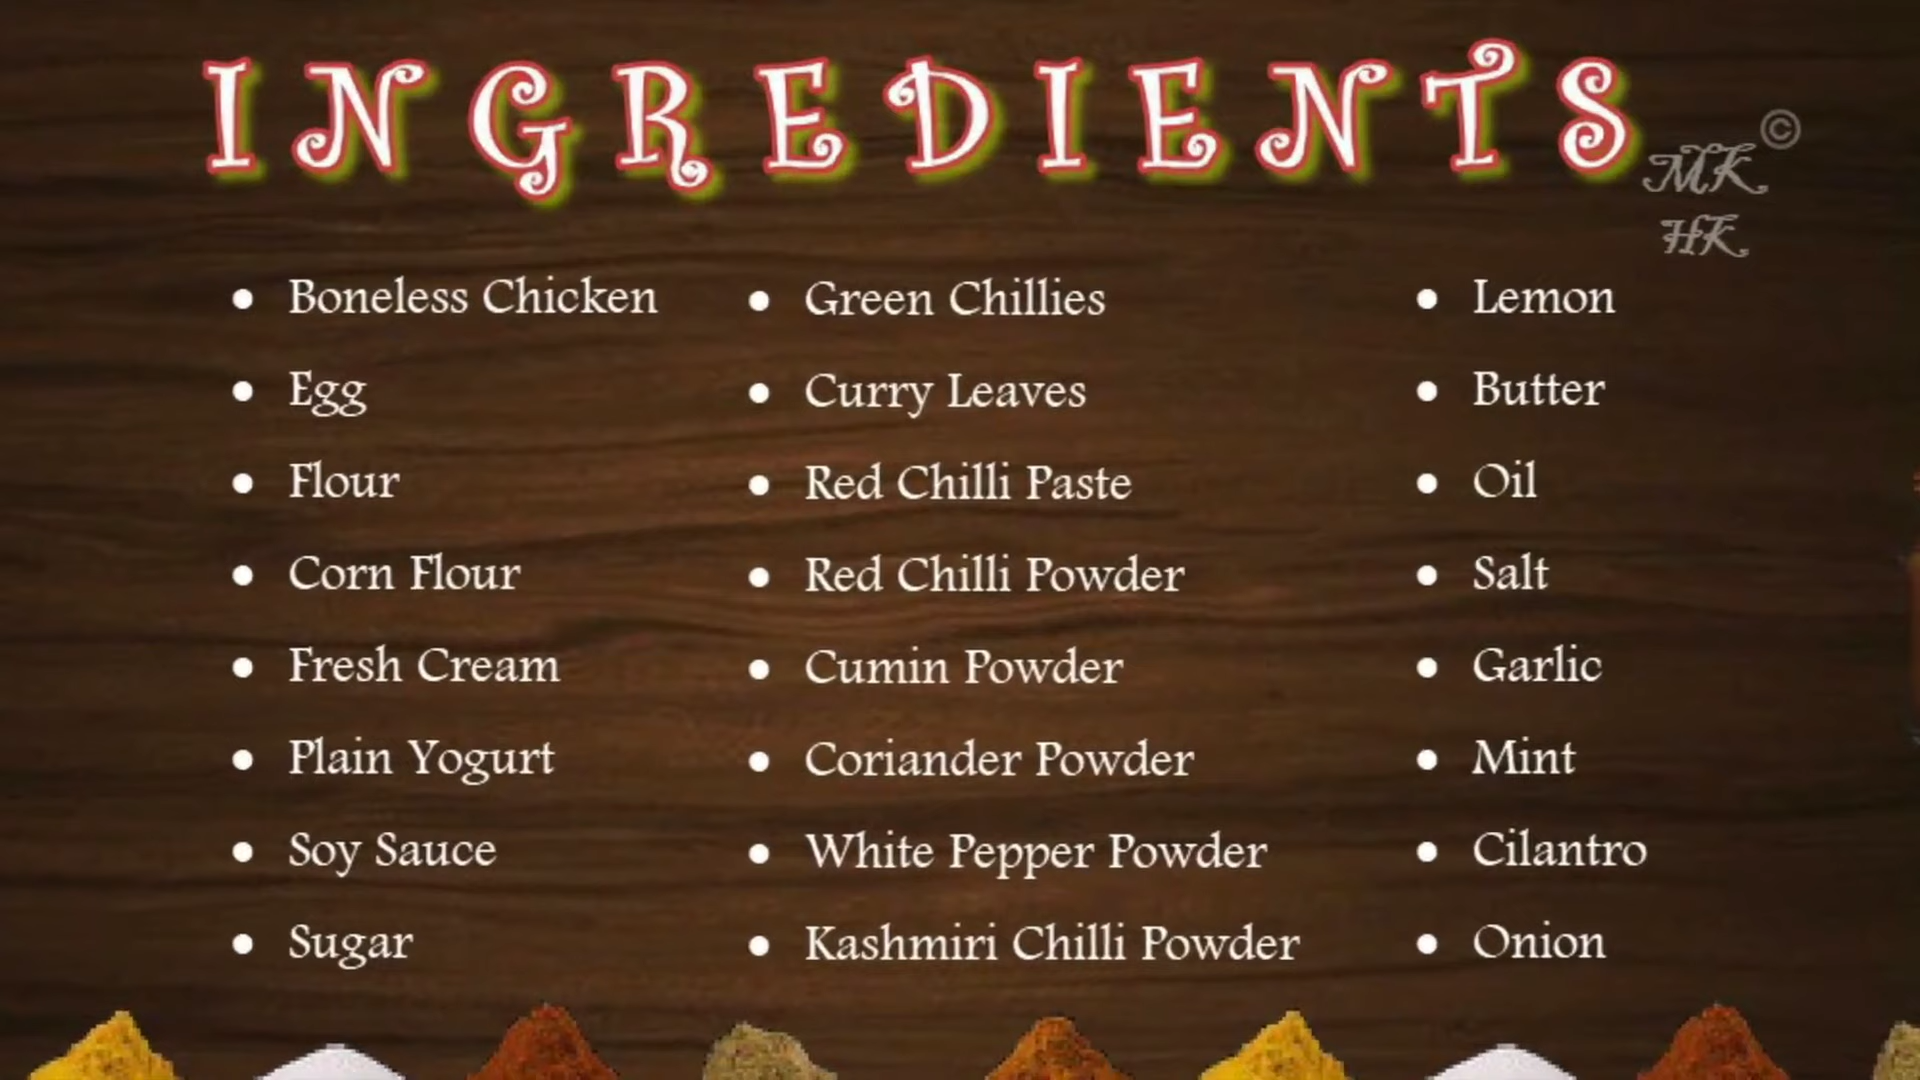 INGREDIENTS
©
MK
HK
• Boneless Chicken
• Egg
• Flour
• Corn Flour
• Fresh Cream
• Plain Yogurt
• Soy Sauce
• Sugar
• Green Chillies
• Curry Leaves
• Red Chilli Paste
• Red Chilli Powder
• Cumin Powder
• Coriander Powder
• White Pepper Powder
• Kashmiri Chilli Powder
• Lemon
• Butter
• Oil
• Salt
• Garlic
• Mint
• Cilantro
• Onion